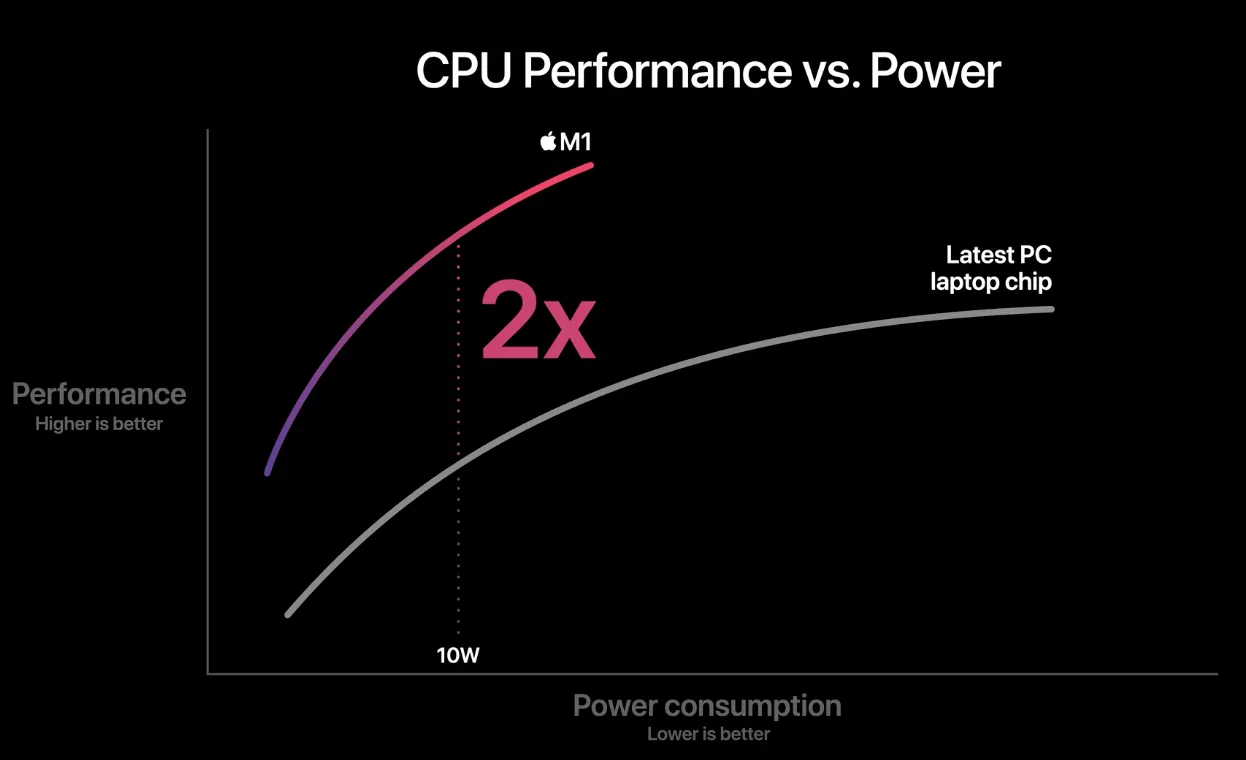 CPU Performance vs. Power
M1
Latest PC
laptop chip
2x
Performance
Higher is better
10W
Power consumption
Lower is better